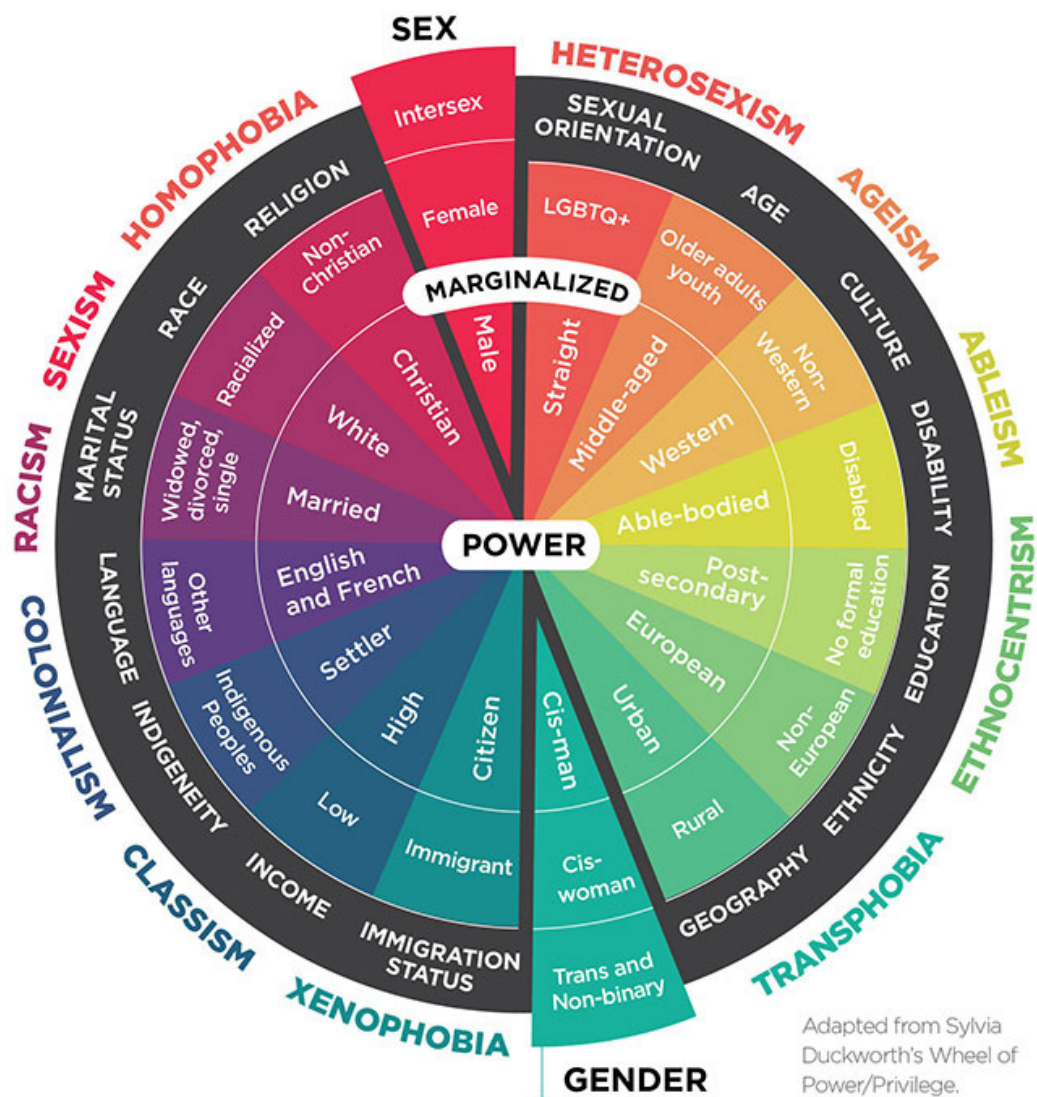 SEX
Intersex
Female
Male
MARGINALIZED
POWER
HETEROSEXISM
AGEISM
ABLEISM
ETHNOCENTRISM
TRANSPHOBIA
XENOPHOBIA
CLASSISM
COLONIALISM
RACISM
SEXISM
HOMOPHOBIA
SEXUAL
ORIENTATION
LGBTQ+
Straight
AGE
Older adults
youth
Middle-aged
CULTURE
Non-
Western
Western
DISABILITY
Disabled
Able-bodied
EDUCATION
No formal
education
Post-
secondary
ETHNICITY
Non-
European
European
GEOGRAPHY
Rural
Urban
Cis-man
Cis-
woman
Trans and
Non-binary
GENDER
IMMIGRATION
STATUS
Immigrant
Citizen
INCOME
Low
High
INDIGENEITY
Indigenous
Peoples
Settler
LANGUAGE
Other
languages
English
and French
MARITAL
STATUS
Widowed,
divorced,
single
Married
RACE
Racialized
White
RELIGION
Non-
Christian
Christian
Adapted from Sylvia
Duckworth's Wheel of
Power/Privilege.